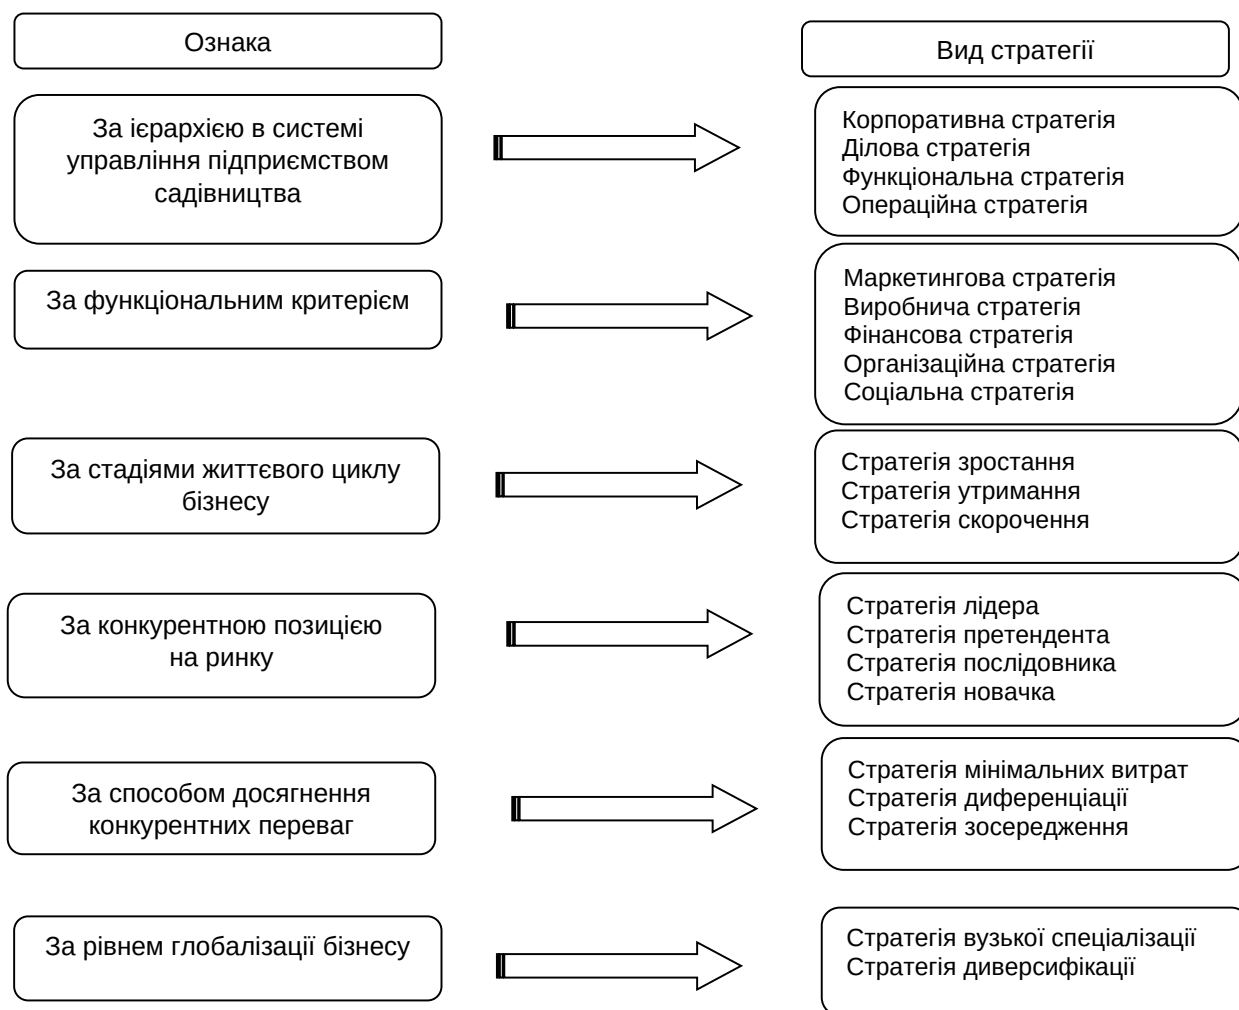 Ознака
Вид стратегії
За ієрархією в системі
управління підприємством
садівництва
Корпоративна стратегія
Ділова стратегія
Функціональна стратегія
Операційна стратегія
За функціональним критерієм
Маркетингова стратегія
Виробнича стратегія
Фінансова стратегія
Організаційна стратегія
Соціальна стратегія
За стадіями життєвого циклу
бізнесу
Стратегія зростання
Стратегія утримання
Стратегія скорочення
За конкурентною позицією
на ринку
Стратегія лідера
Стратегія претендента
Стратегія послідовника
Стратегія новачка
За способом досягнення
конкурентних переваг
Стратегія мінімальних витрат
Стратегія диференціації
Стратегія зосередження
За рівнем глобалізації бізнесу
Стратегія вузької спеціалізації
Стратегія диверсифікації